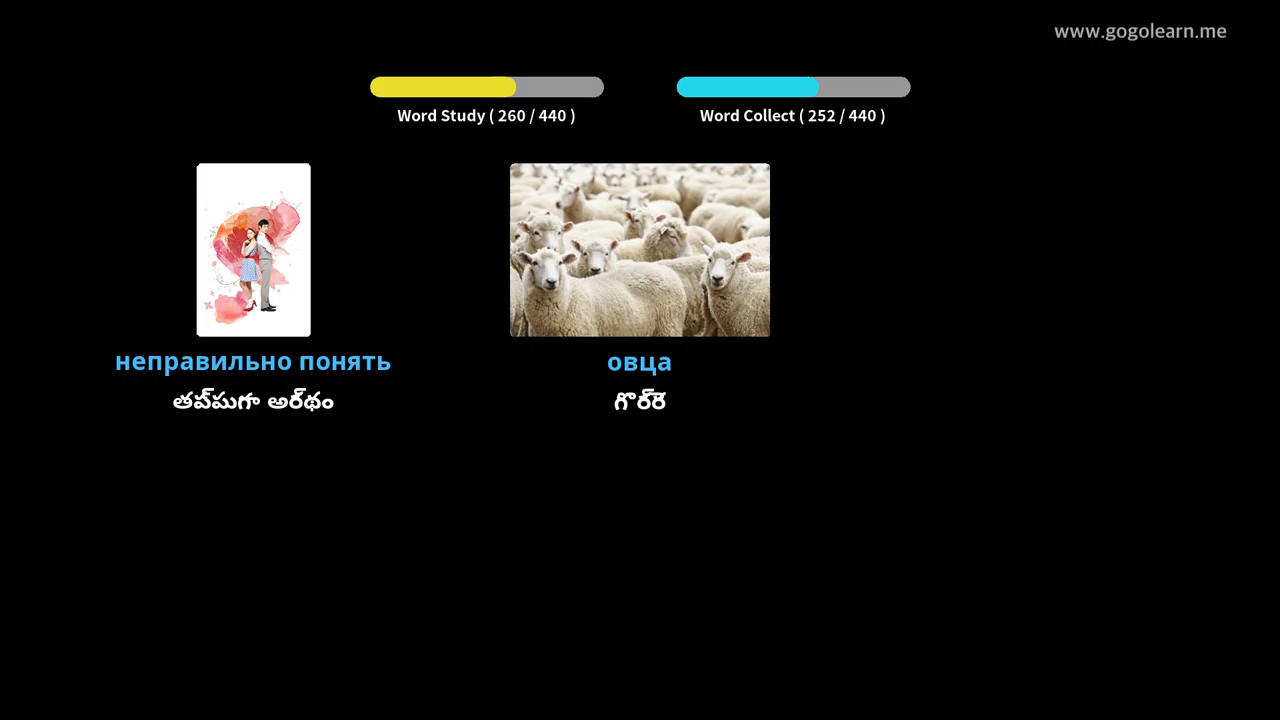 www.gogolearn.me
Word Study ( 260 / 440 )
Word Collect ( 252 / 440 )
неправильно понять
తప్పుగా అర్థం
овца
గొర్రె